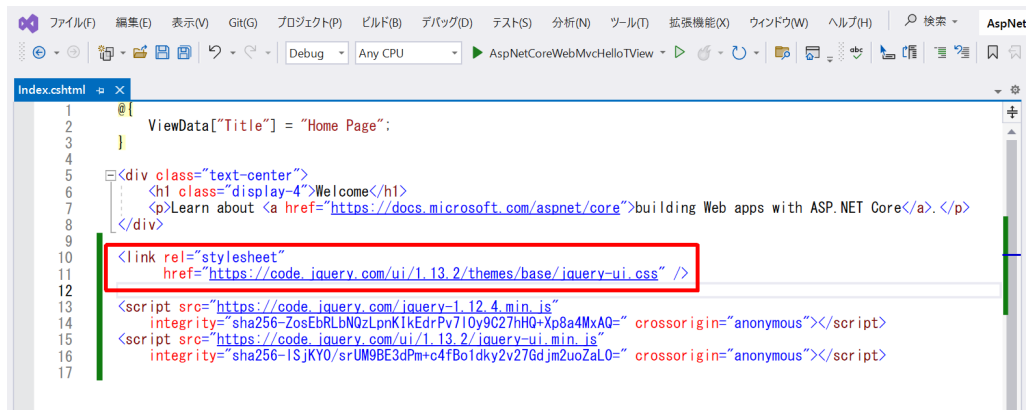 ファイル(F) 編集(E) 表示(V) Git(G) プロジェクト(P) ビルド(B) デバッグ(D) テスト(S) 分析(N) ツール(T) 拡張機能(X) ウィンドウ(W) ヘルプ(H) 検索 AspNet
Debug Any CPU AspNetCoreWebMvcHelloTView
Index.cshtml
1 @{
2 ViewData["Title"] = "Home Page";
3 }
4
5 <div class="text-center">
6 <h1 class="display-4">Welcome</h1>
7 <p>Learn about <a href="https://docs.microsoft.com/aspnet/core">building Web apps with ASP.NET Core</a>.</p>
8 </div>
9
10 <link rel="stylesheet"
11 href="https://code.jquery.com/ui/1.13.2/themes/base/jquery-ui.css" />
12
13 <script src="https://code.jquery.com/jquery-1.12.4.min.js"
14 integrity="sha256-ZosEbRLbNQzLpnKIkEdrPv7lOy9C27hHQ+Xp8a4MxAQ=" crossorigin="anonymous"></script>
15 <script src="https://code.jquery.com/ui/1.13.2/jquery-ui.min.js"
16 integrity="sha256-lSjKYO/srUM9BE3dPm+c4fBo1dky2v27Gdjm2uoZaL0=" crossorigin="anonymous"></script>
17